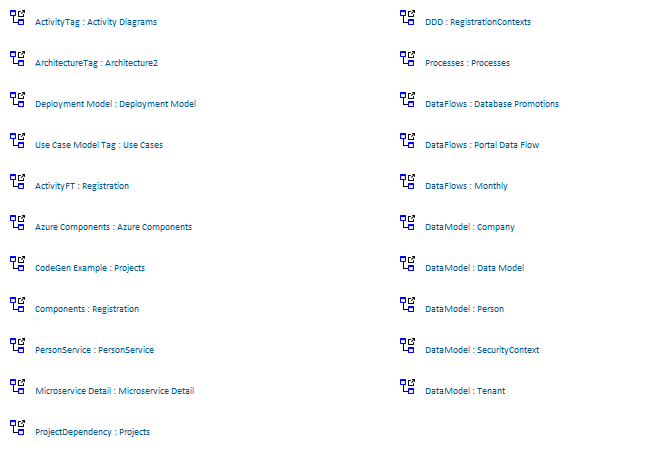 ActivityTag : Activity Diagrams
ArchitectureTag : Architecture2
Deployment Model : Deployment Model
Use Case Model Tag : Use Cases
ActivityFT : Registration
Azure Components : Azure Components
CodeGen Example : Projects
Components : Registration
PersonService : PersonService
Microservice Detail : Microservice Detail
ProjectDependency : Projects
DDD : RegistrationContexts
Processes : Processes
DataFlows : Database Promotions
DataFlows : Portal Data Flow
DataFlows : Monthly
DataModel : Company
DataModel : Data Model
DataModel : Person
DataModel : SecurityContext
DataModel : Tenant